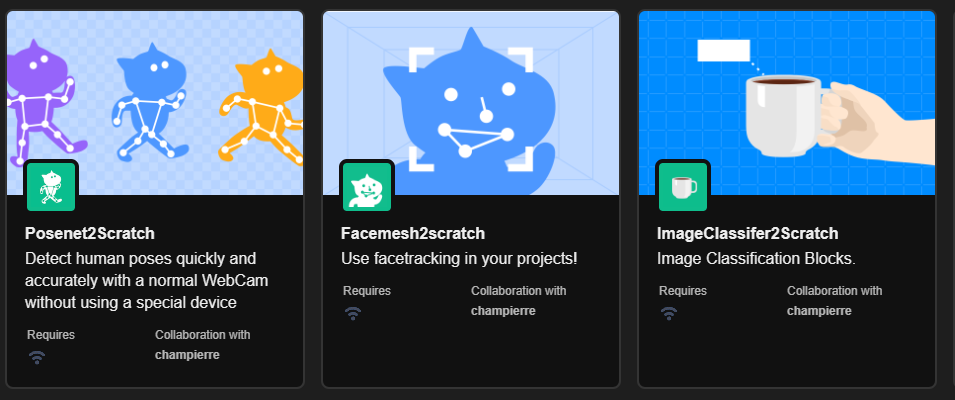 Posenet2Scratch
Detect human poses quickly and
accurately with a normal WebCam
without using a special device
Requires
Collaboration with
champierre
Facemesh2scratch
Use facetracking in your projects!
Requires
Collaboration with
champierre
ImageClassifer2Scratch
Image Classification Blocks.
Requires
Collaboration with
champierre